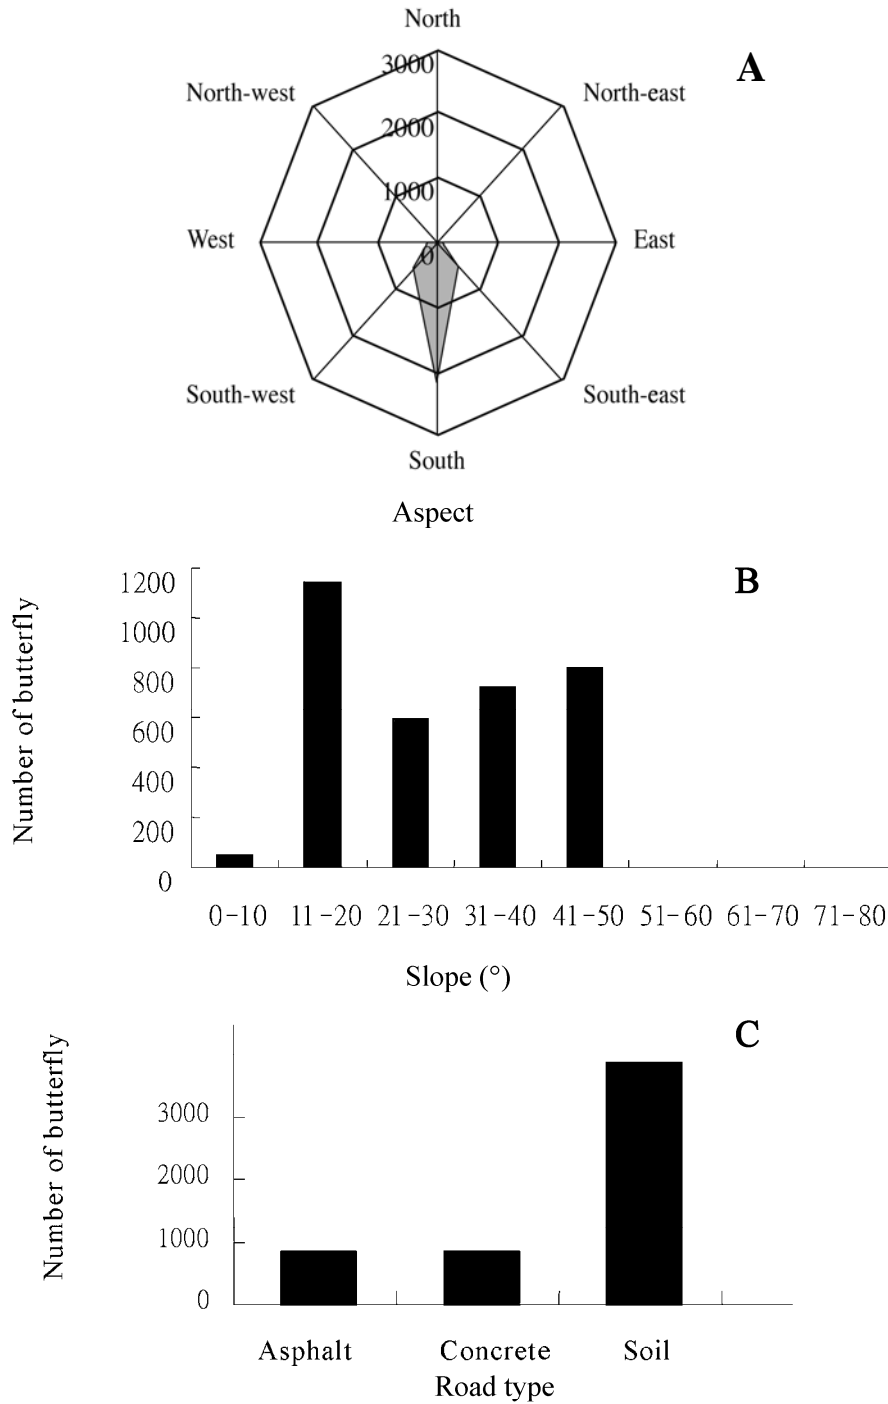 North
A
3000
North-west
North-east
2000
1000
West
East
0
South-west
South-east
South
Aspect
B
Number of butterfly
1200
1000
800
600
400
200
0
0-10 11-20 21-30 31-40 41-50 51-60 61-70 71-80
Slope (°)
C
Number of butterfly
3000
2000
1000
0
Asphalt Concrete Soil
Road type